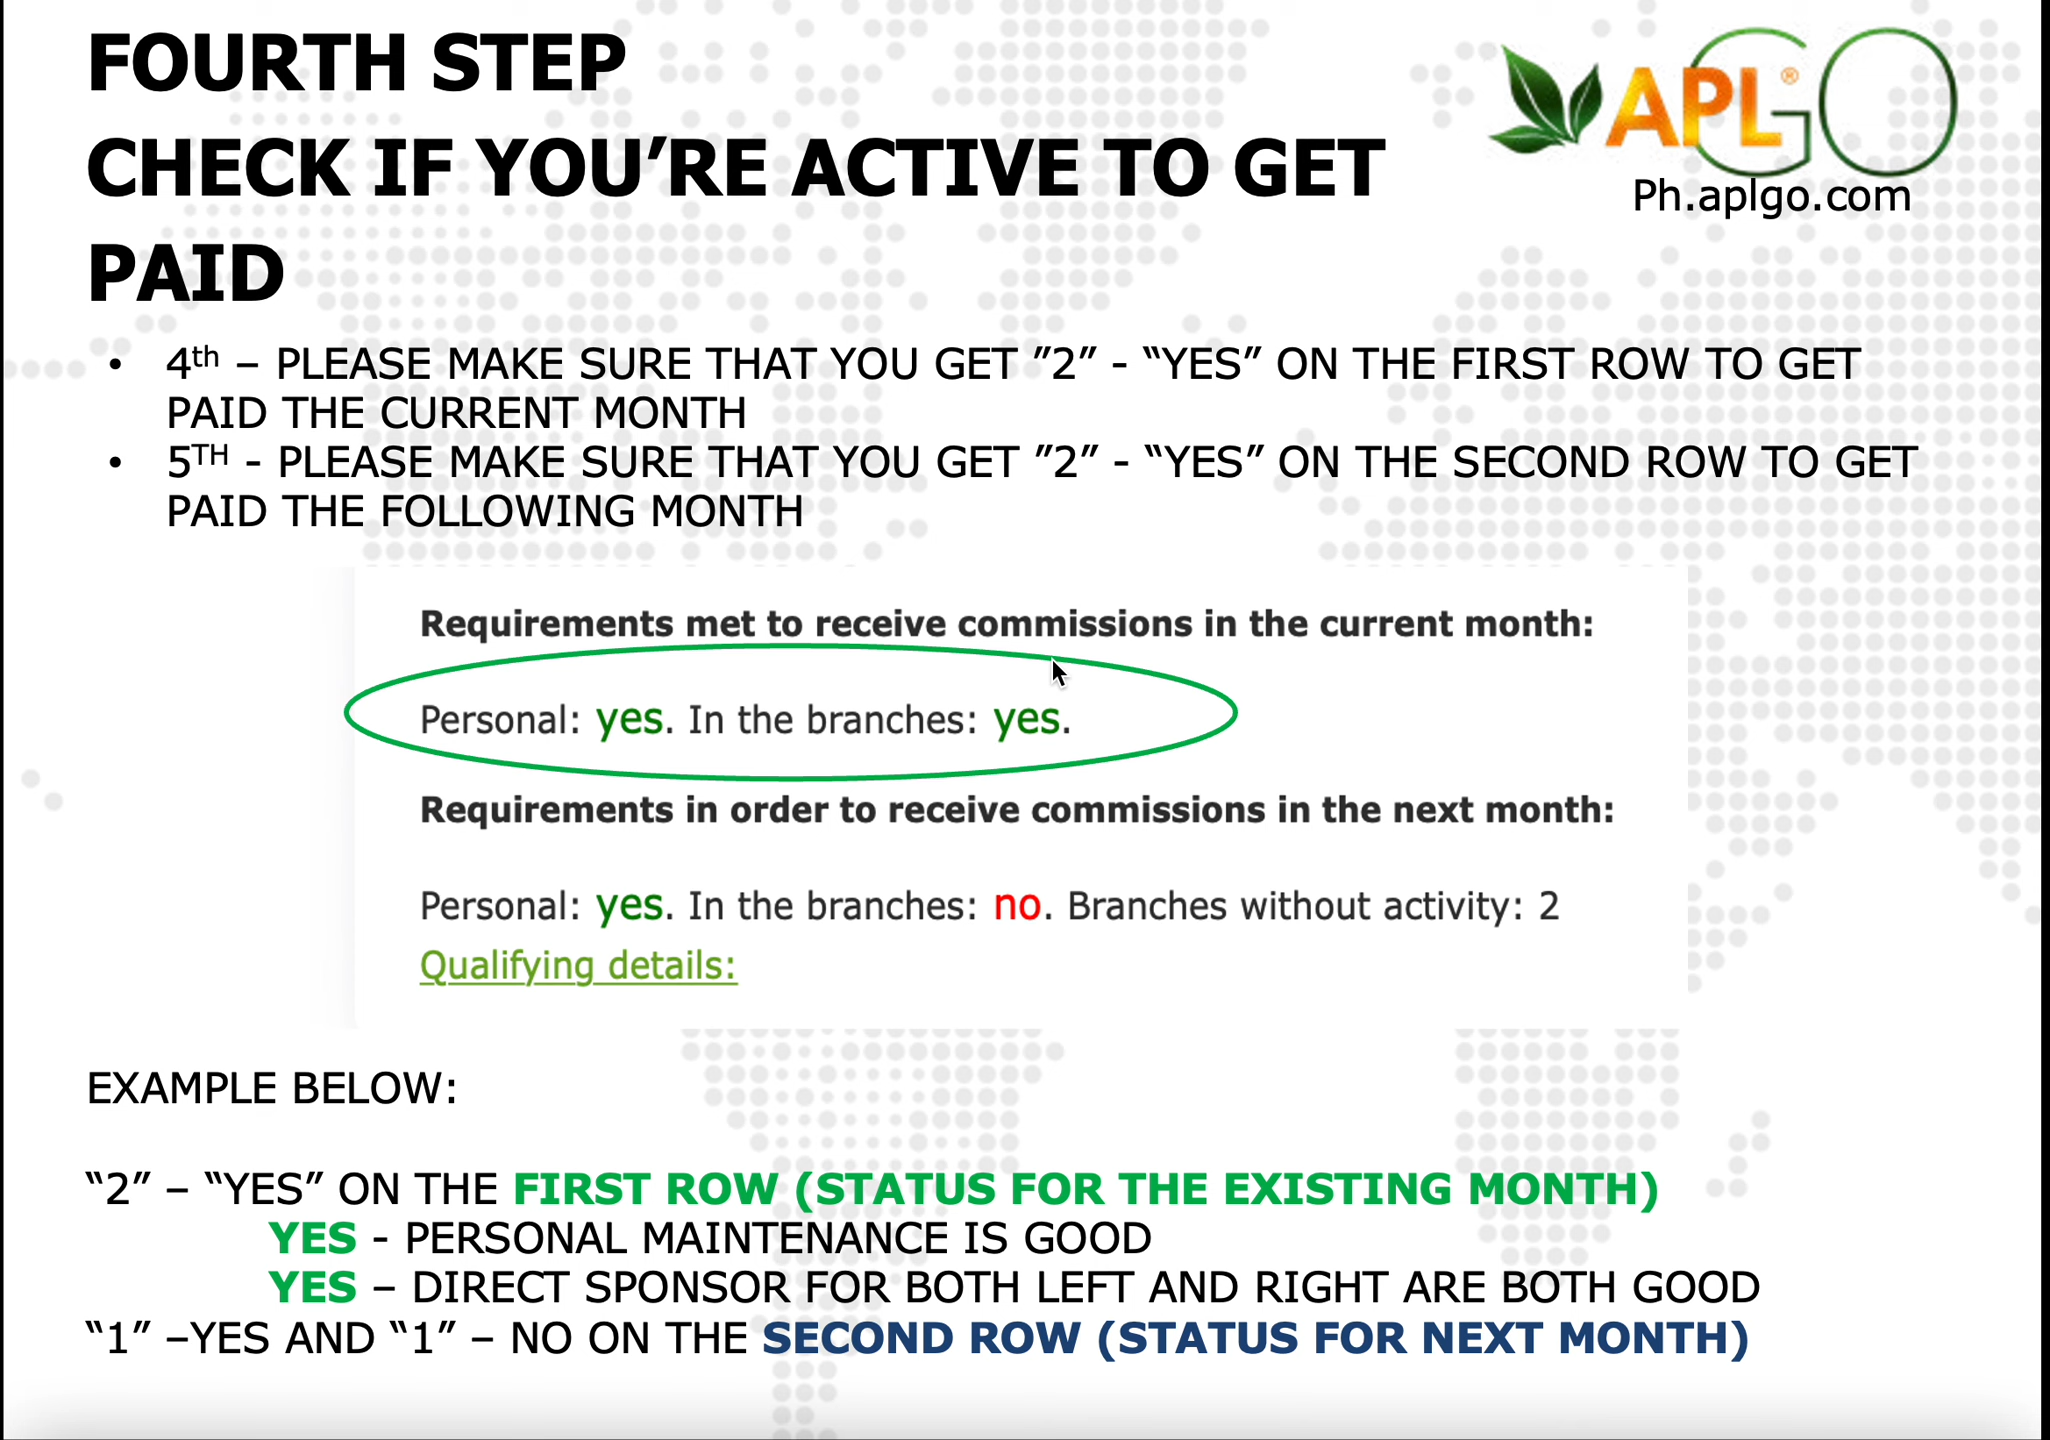 FOURTH STEP
CHECK IF YOU’RE ACTIVE TO GET
PAID
APL® GO
Ph.aplgo.com
• 4th – PLEASE MAKE SURE THAT YOU GET ”2” - “YES” ON THE FIRST ROW TO GET
PAID THE CURRENT MONTH
• 5TH - PLEASE MAKE SURE THAT YOU GET ”2” - “YES” ON THE SECOND ROW TO GET
PAID THE FOLLOWING MONTH
Requirements met to receive commissions in the current month:
Personal: yes. In the branches: yes.
Requirements in order to receive commissions in the next month:
Personal: yes. In the branches: no. Branches without activity: 2
Qualifying details:
EXAMPLE BELOW:
“2” – “YES” ON THE FIRST ROW (STATUS FOR THE EXISTING MONTH)
YES - PERSONAL MAINTENANCE IS GOOD
YES – DIRECT SPONSOR FOR BOTH LEFT AND RIGHT ARE BOTH GOOD
“1” –YES AND “1” – NO ON THE SECOND ROW (STATUS FOR NEXT MONTH)